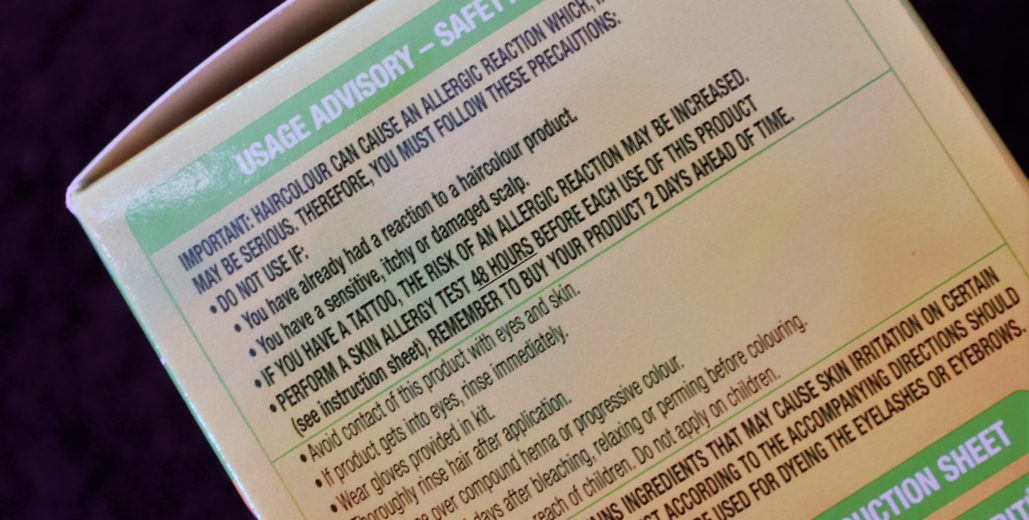 USAGE ADVISORY – SAFETY
IMPORTANT: HAIRCOLOUR CAN CAUSE AN ALLERGIC REACTION WHICH,
MAY BE SERIOUS. THEREFORE, YOU MUST FOLLOW THESE PRECAUTIONS:
• DO NOT USE IF:
• You have already had a reaction to a haircolour product.
• You have a sensitive, itchy or damaged scalp.
• IF YOU HAVE A TATTOO, THE RISK OF AN ALLERGIC REACTION MAY BE INCREASED.
• PERFORM A SKIN ALLERGY TEST 48 HOURS BEFORE EACH USE OF THIS PRODUCT
(see instruction sheet). REMEMBER TO BUY YOUR PRODUCT 2 DAYS AHEAD OF TIME.
• Avoid contact of this product with eyes and skin.
• If product gets into eyes, rinse immediately.
• Wear gloves provided in kit.
Thoroughly rinse hair after application.
over compound henna or progressive colour.
days after bleaching, relaxing or perming before colouring.
reach of children. Do not apply on children.
INGREDIENTS THAT MAY CAUSE SKIN IRRITATION ON CERTAIN
ACCORDING TO THE ACCOMPANYING DIRECTIONS SHOULD
USED FOR DYEING THE EYELASHES OR EYEBROWS.
SHEET